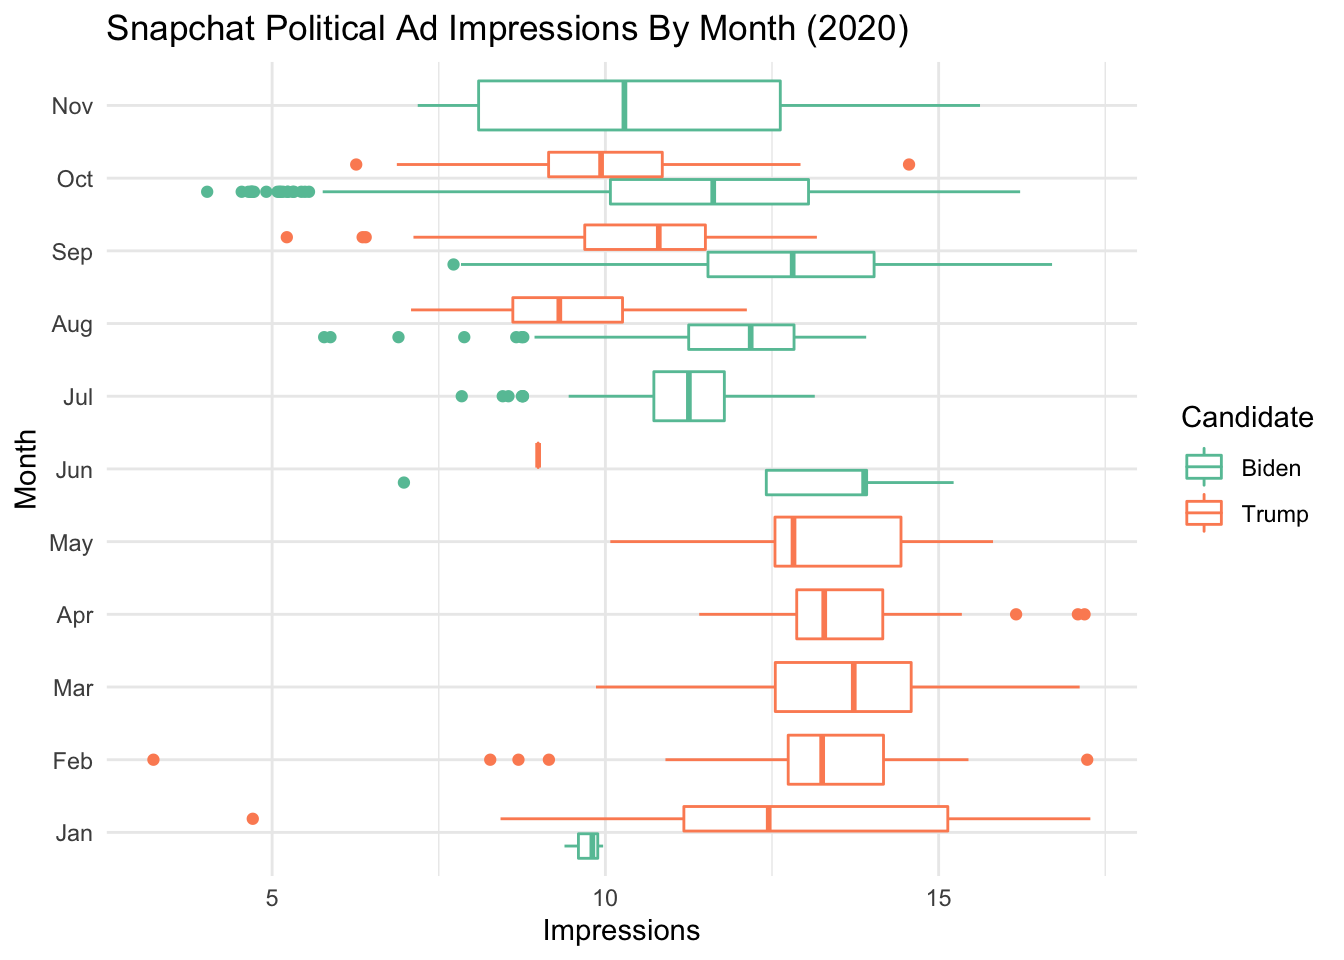 Snapchat Political Ad Impressions By Month (2020)
Nov
Oct
Sep
Aug
Jul
Jun
May
Apr
Mar
Feb
Jan
Month
5
10
15
Impressions
Candidate
Biden
Trump